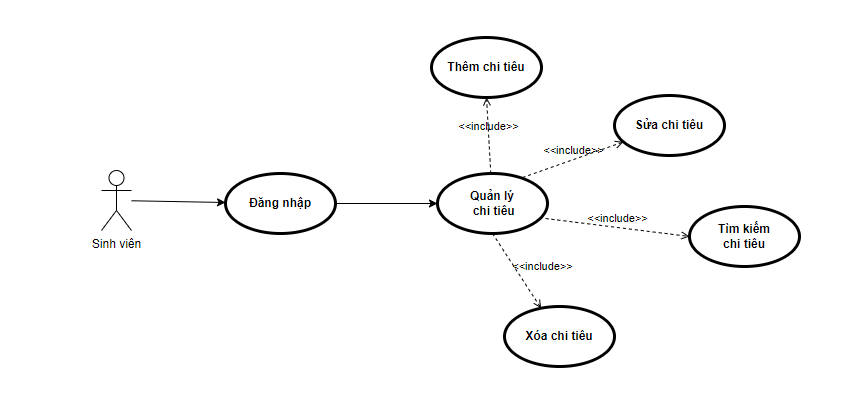 Thêm chi tiêu
<<include>>
Sửa chi tiêu
<<include>>
Sinh viên
Đăng nhập
Quản lý
chi tiêu
<<include>>
Tìm kiếm
chi tiêu
<<include>>
Xóa chi tiêu